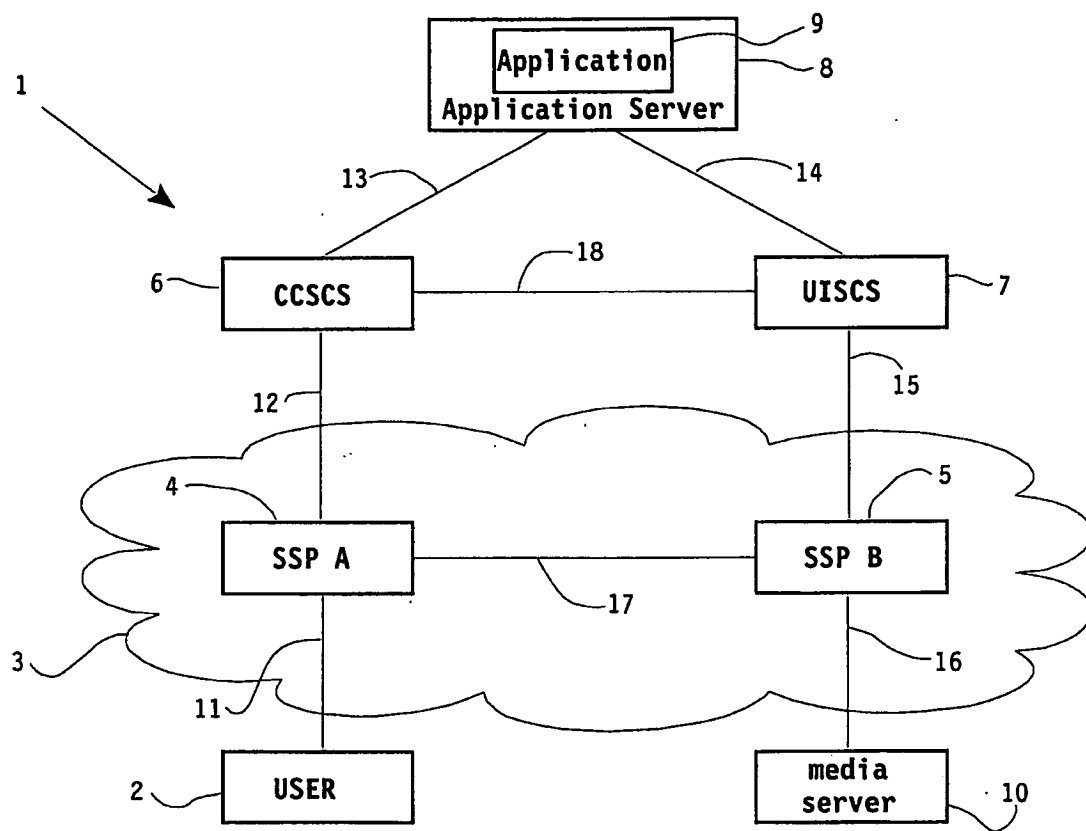 9
Application
8
Application Server
1
13
14
6
CCSCS
18
UISCS
7
12
15
4
5
SSP A
SSP B
17
3
11
16
2
USER
media
server
10